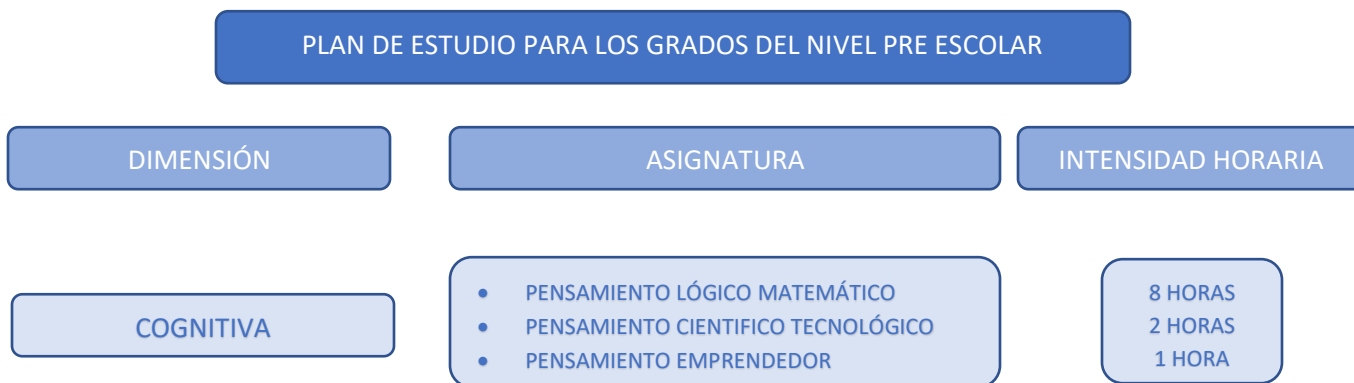 PLAN DE ESTUDIO PARA LOS GRADOS DEL NIVEL PRE ESCOLAR
DIMENSIÓN
ASIGNATURA
INTENSIDAD HORARIA
COGNITIVA
• PENSAMIENTO LÓGICO MATEMÁTICO
• PENSAMIENTO CIENTIFICO TECNOLÓGICO
• PENSAMIENTO EMPRENDEDOR
8 HORAS
2 HORAS
1 HORA